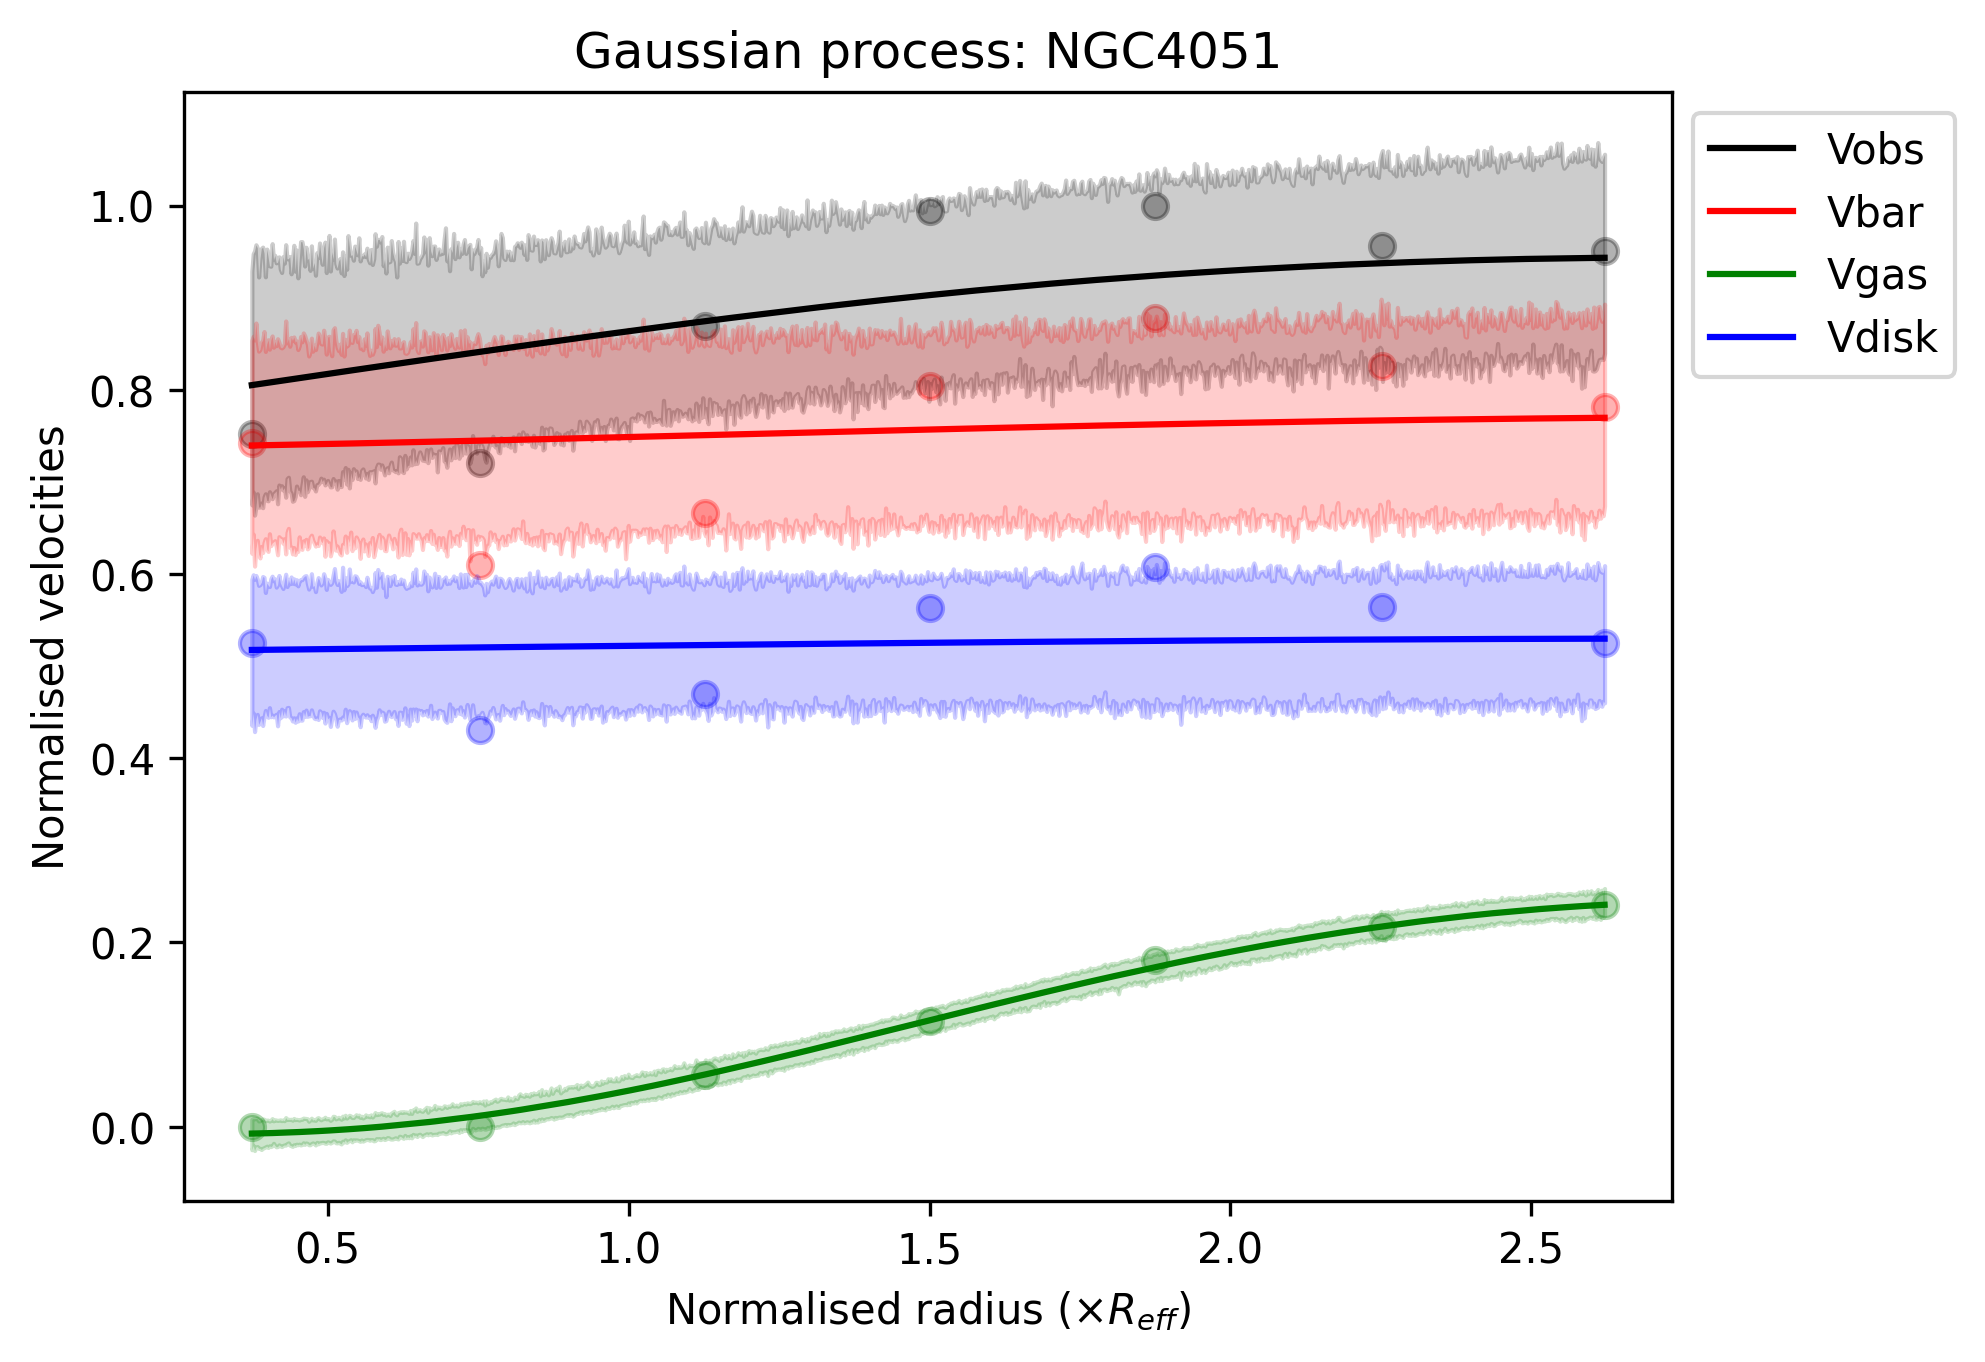 Gaussian process: NGC4051
Vobs
Vbar
Vgas
Vdisk
Normalised velocities
1.0
0.8
0.6
0.4
0.2
0.0
0.5 1.0 1.5 2.0 2.5
Normalised radius (×R_eff)